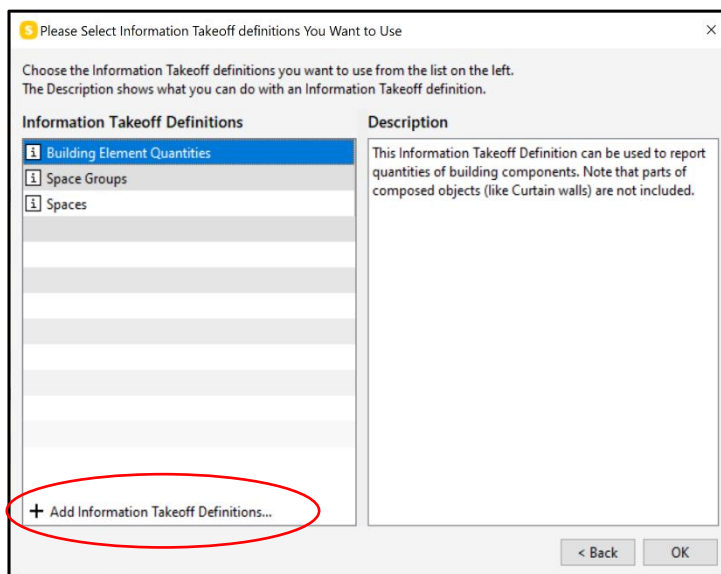 S Please Select Information Takeoff definitions You Want to Use ×
Choose the Information Takeoff definitions you want to use from the list on the left.
The Description shows what you can do with an Information Takeoff definition.
Information Takeoff Definitions
i Building Element Quantities
i Space Groups
i Spaces
+ Add Information Takeoff Definitions...
Description
This Information Takeoff Definition can be used to report
quantities of building components. Note that parts of
composed objects (like Curtain walls) are not included.
< Back
OK